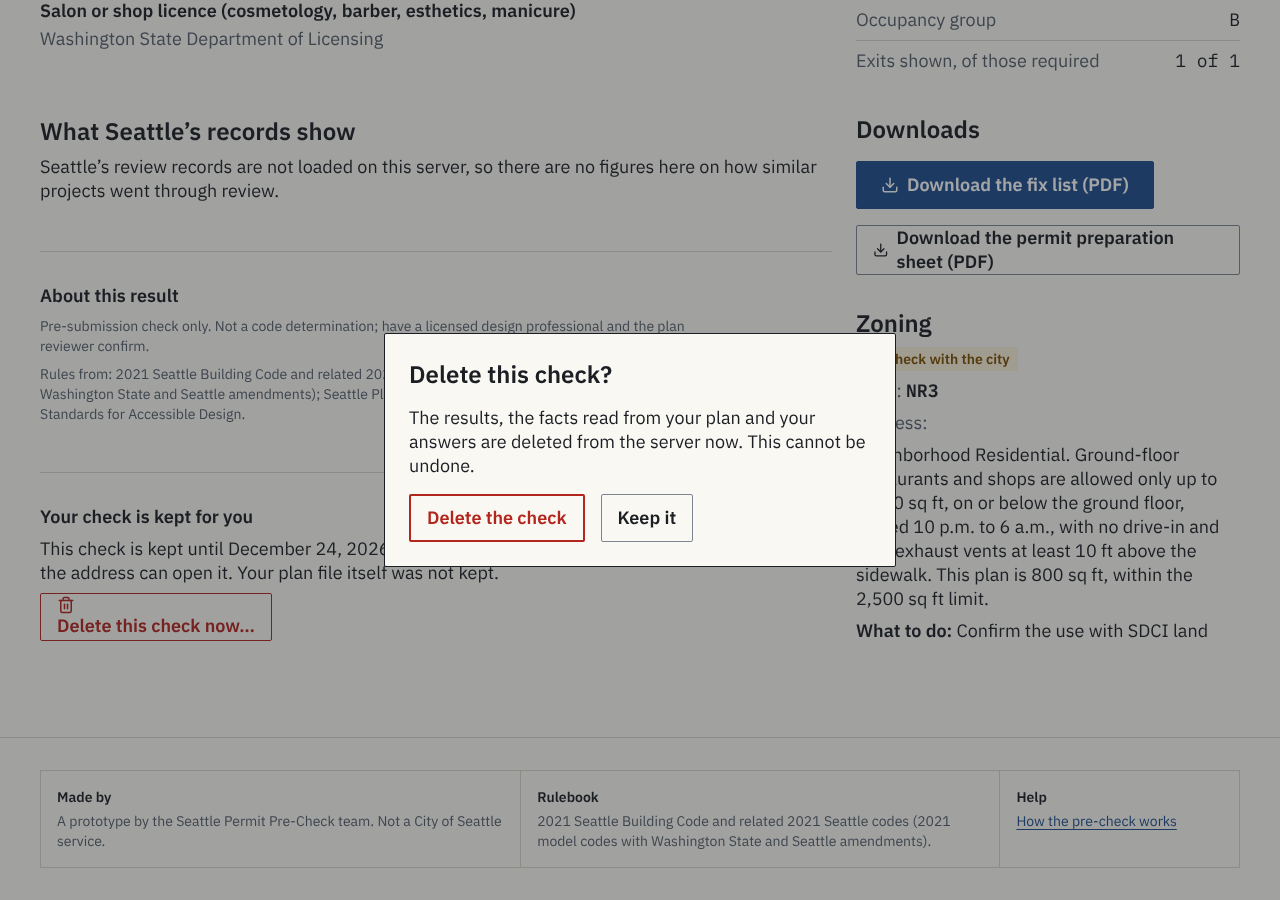 Salon or shop licence (cosmetology, barber, esthetics, manicure)
Washington State Department of Licensing
What Seattle’s records show
Seattle’s review records are not loaded on this server, so there are no figures here on how similar
projects went through review.
About this result
Pre-submission check only. Not a code determination; have a licensed design professional and the plan
reviewer confirm.
Rules from: 2021 Seattle Building Code and related
Washington State and Seattle amendments); Seattle
Standards for Accessible Design.
Your check is kept for you
This check is kept until December 24, 2026
the address can open it. Your plan file itself was not kept.
Delete this check now…
Delete this check?
The results, the facts read from your plan and your
answers are deleted from the server now. This cannot be
undone.
Delete the check
Keep it
Occupancy group B
Exits shown, of those required 1 of 1
Downloads
Download the fix list (PDF)
Download the permit preparation
sheet (PDF)
Zoning
with the city
: NR3
Residential. Ground-floor
and shops are allowed only up to
sq ft, on or below the ground floor,
10 p.m. to 6 a.m., with no drive-in and
exhaust vents at least 10 ft above the
sidewalk. This plan is 800 sq ft, within the
2,500 sq ft limit.
What to do: Confirm the use with SDCI land
Made by
A prototype by the Seattle Permit Pre-Check team. Not a City of Seattle
service.
Rulebook
2021 Seattle Building Code and related 2021 Seattle codes (2021
model codes with Washington State and Seattle amendments).
Help
How the pre-check works